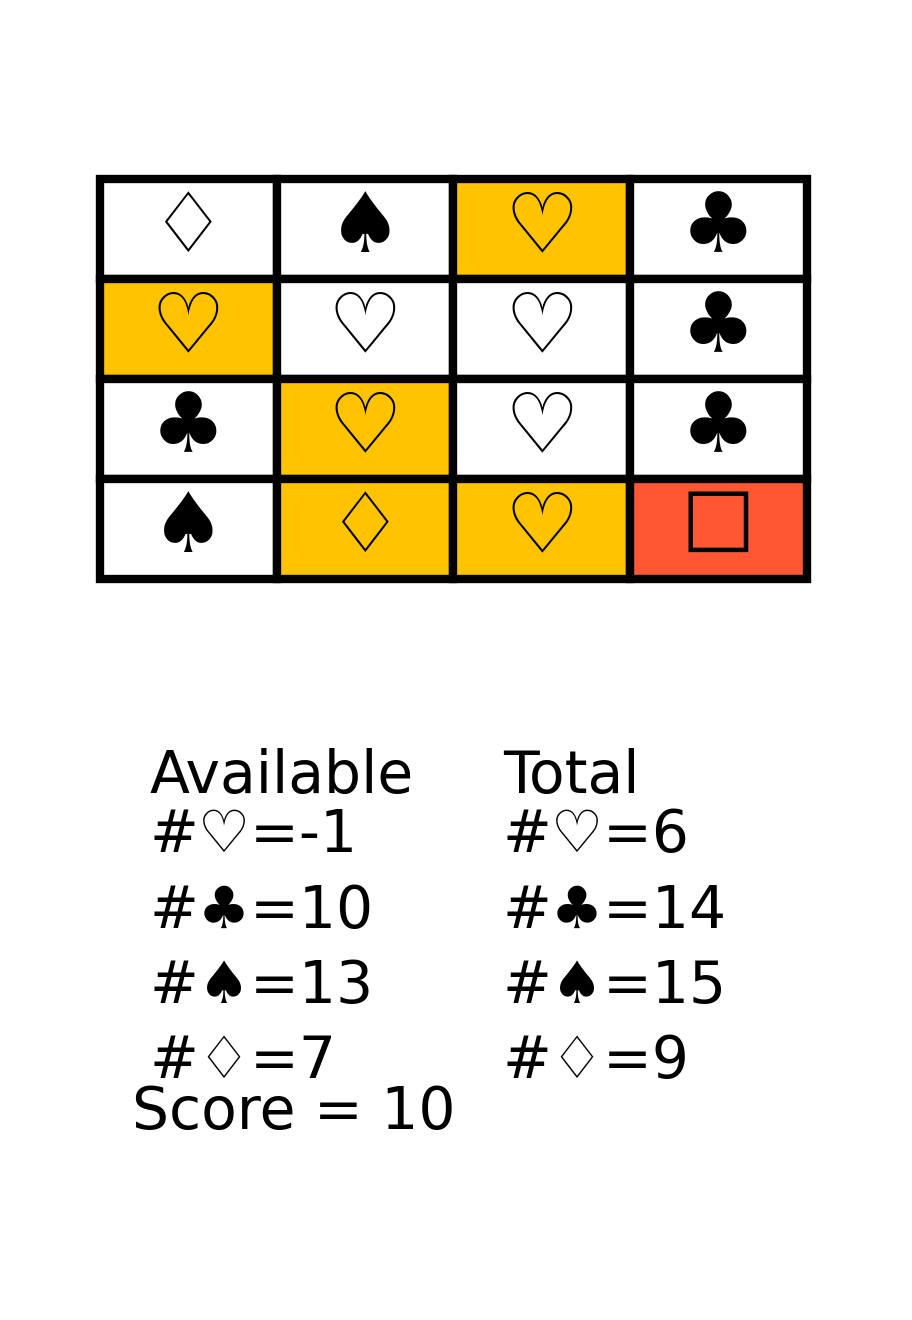 ♢ ♠ ♡ ♣
♡ ♡ ♡ ♣
♣ ♡ ♡ ♣
♠ ♢ ♡ □
Available Total
#♡=-1 #♡=6
#♣=10 #♣=14
#♠=13 #♠=15
#♢=7 #♢=9
Score = 10